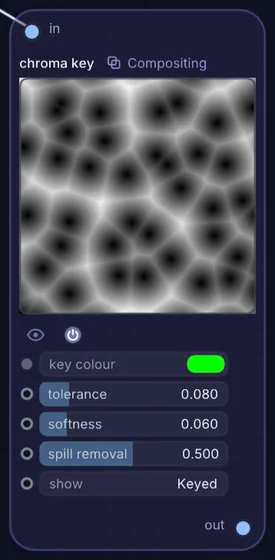 in
chroma key Compositing
key colour
tolerance 0.080
softness 0.060
spill removal 0.500
show Keyed
out